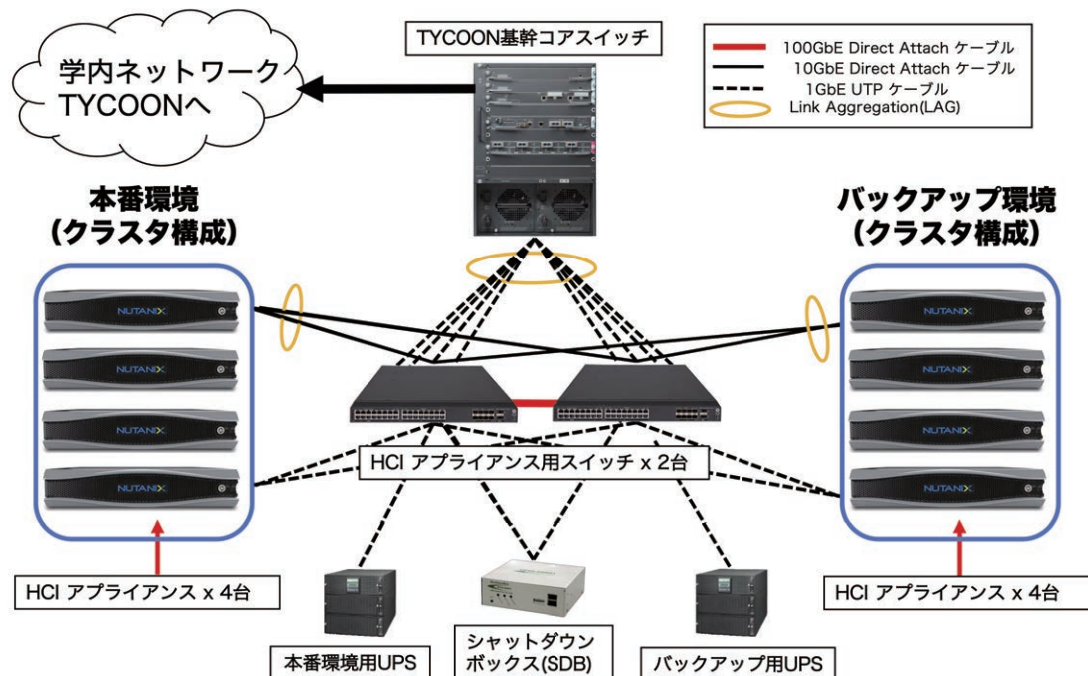 TYCOON基幹コアスイッチ
学内ネットワーク
TYCOONへ
100GbE Direct Attach ケーブル
10GbE Direct Attach ケーブル
1GbE UTP ケーブル
Link Aggregation(LAG)
本番環境
(クラスタ構成)
バックアップ環境
(クラスタ構成)
NUTANIX
NUTANIX
NUTANIX
NUTANIX
NUTANIX
NUTANIX
NUTANIX
NUTANIX
HCI アプライアンス用スイッチ x 2台
HCI アプライアンス x 4台
HCI アプライアンス x 4台
本番環境用UPS
シャットダウン
ボックス(SDB)
バックアップ用UPS